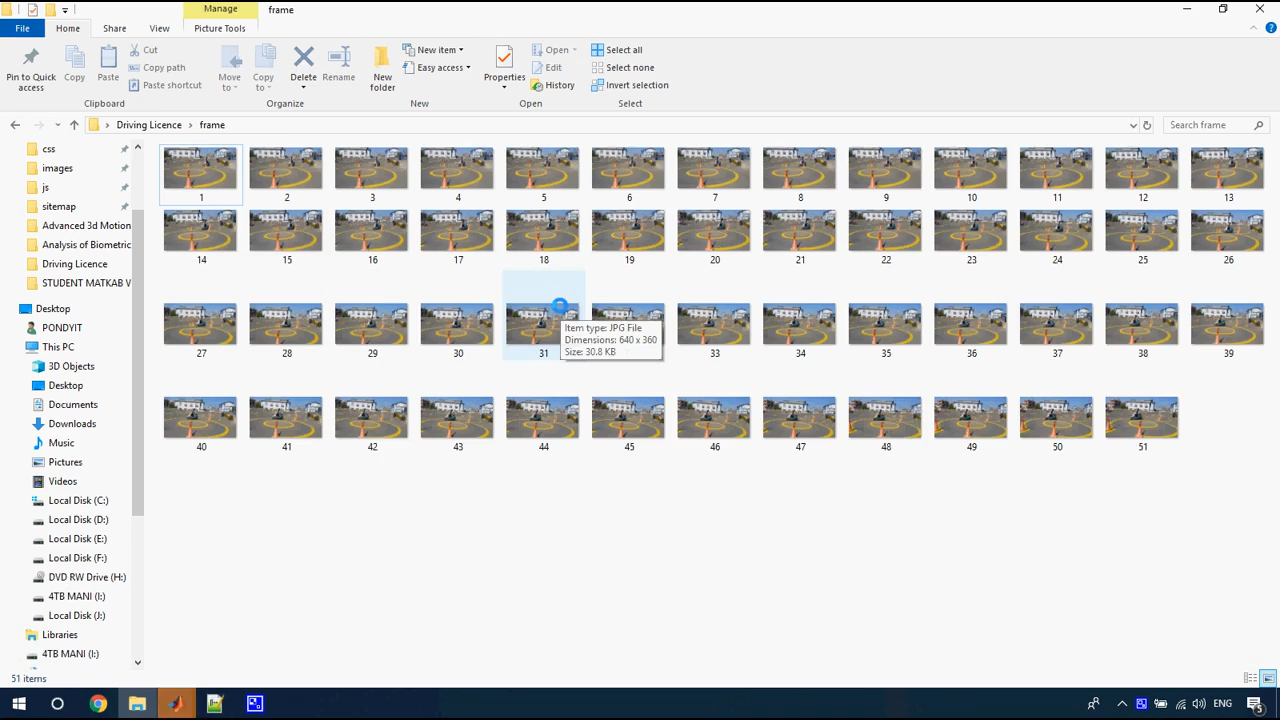 Manage
frame
File
Home
Share
View
Picture Tools
Pin to Quick access
Copy
Paste
Cut
Copy path
Paste shortcut
Clipboard
Move to
Copy to
Delete
Rename
Organize
New folder
New item
Easy access
New
Properties
Open
Edit
History
Open
Select all
Select none
Invert selection
Select
Driving Licence
frame
Search frame
css
images
js
sitemap
Advanced 3d Motion
Analysis of Biometric
Driving Licence
STUDENT MATKAB V
Desktop
PONDYIT
This PC
3D Objects
Desktop
Documents
Downloads
Music
Pictures
Videos
Local Disk (C:)
Local Disk (D:)
Local Disk (E:)
Local Disk (F:)
DVD RW Drive (H:)
4TB MANI (I:)
Local Disk (J:)
Libraries
4TB MANI (I:)
1 2 3 4 5 6 7 8 9 10 11 12 13
14 15 16 17 18 19 20 21 22 23 24 25 26
27 28 29 30 31 33 34 35 36 37 38 39
40 41 42 43 44 45 46 47 48 49 50 51
Item type: JPG File
Dimensions: 640 x 360
Size: 30.8 KB
51 items
ENG
5